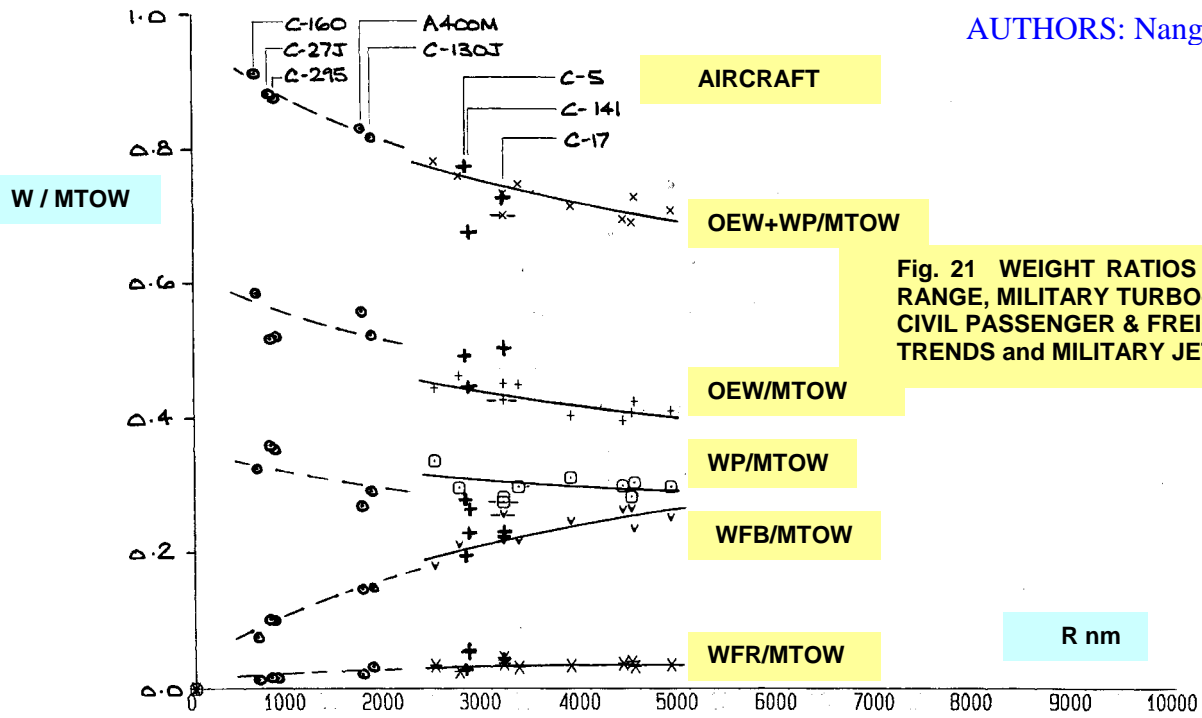 AUTHORS: Nang
1.0
C-160
A400M
C-27J
C-130J
C-295
C-5
AIRCRAFT
C-141
C-17
0.8
W / MTOW
OEW+WP/MTOW
Fig. 21 WEIGHT RATIOS
RANGE, MILITARY TURBO
CIVIL PASSENGER & FREI
TRENDS and MILITARY JE
0.6
OEW/MTOW
0.4
WP/MTOW
WFB/MTOW
0.2
R nm
WFR/MTOW
0.0
1000 2000 3000 4000 5000 6000 7000 8000 9000 10000